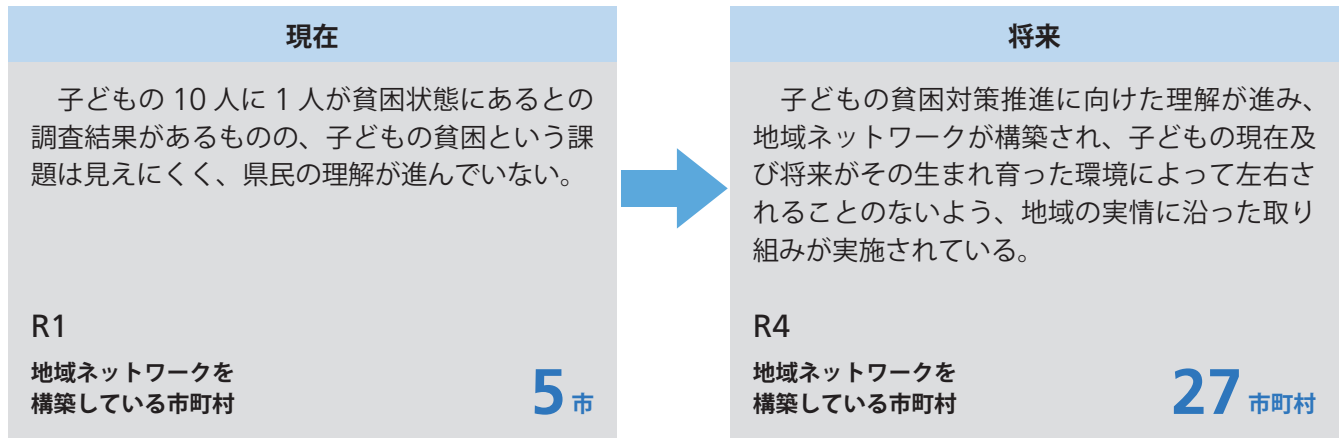 現在
子どもの 10 人に 1 人が貧困状態にあるとの
調査結果があるものの、子どもの貧困という課
題は見えにくく、県民の理解が進んでいない。
R1
地域ネットワークを
構築している市町村
5市
将来
子どもの貧困対策推進に向けた理解が進み、
地域ネットワークが構築され、子どもの現在及
び将来がその生まれ育った環境によって左右さ
れることのないよう、地域の実情に沿った取り
組みが実施されている。
R4
地域ネットワークを
構築している市町村
27市町村